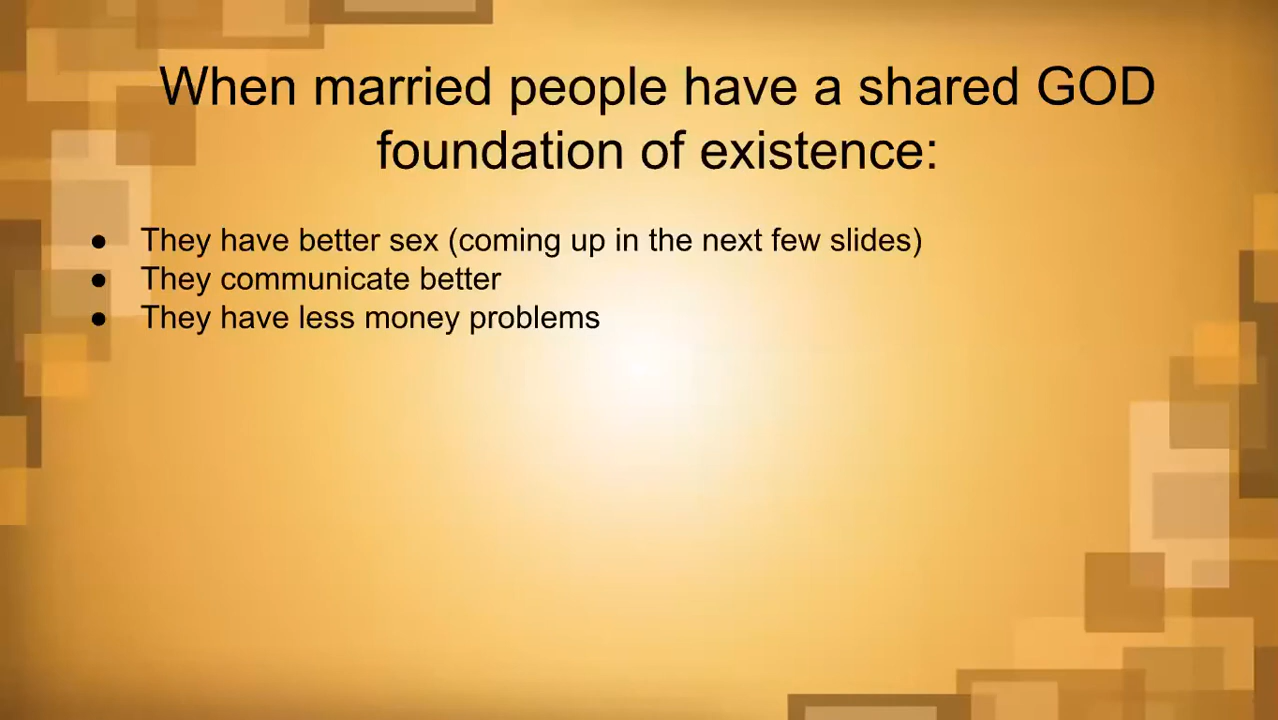 When married people have a shared GOD
foundation of existence:
● They have better sex (coming up in the next few slides)
● They communicate better
● They have less money problems